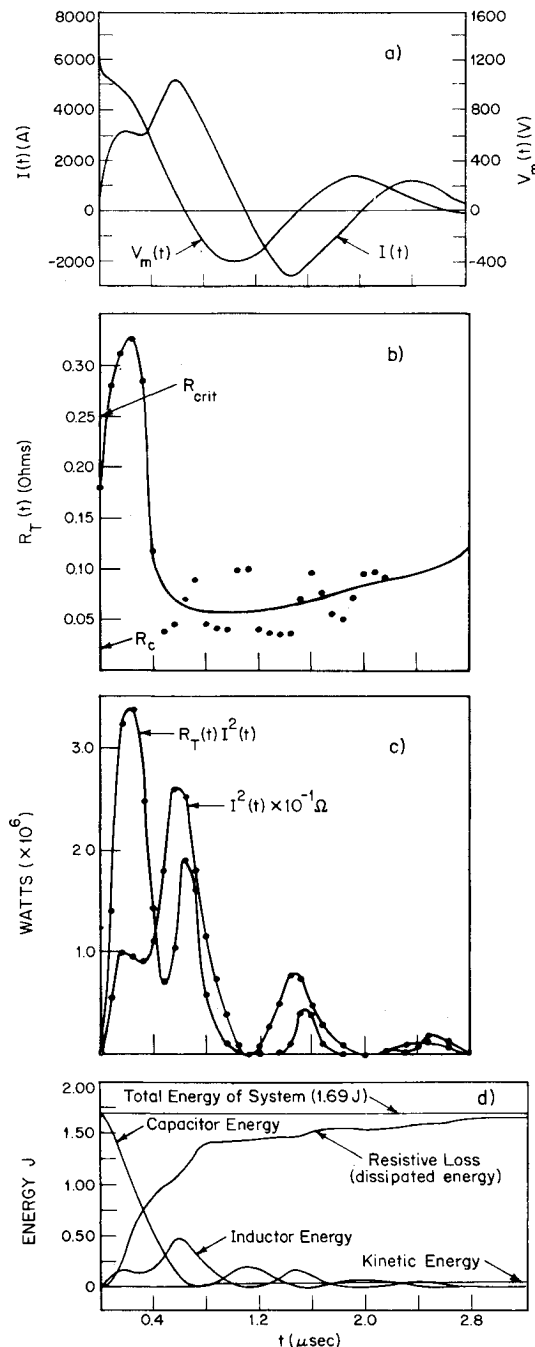 8000
6000
4000
2000
0
-2000
I(t)(A)
a)
1600
1200
800
400
0
-400
V_m(t)(V)
V_m(t)
I(t)
b)
0.30
0.25
0.20
0.15
0.10
0.05
R_T(t)(Ohms)
R_crit
R_c
c)
3.0
2.0
1.0
WATTS (×10^6)
R_T(t)I^2(t)
I^2(t)×10^-1Ω
d)
2.00
1.50
1.00
0.50
0
ENERGY J
Total Energy of System (1.69 J)
Capacitor Energy
Resistive Loss
(dissipated energy)
Inductor Energy
Kinetic Energy
0.4 1.2 2.0 2.8
t(μsec)